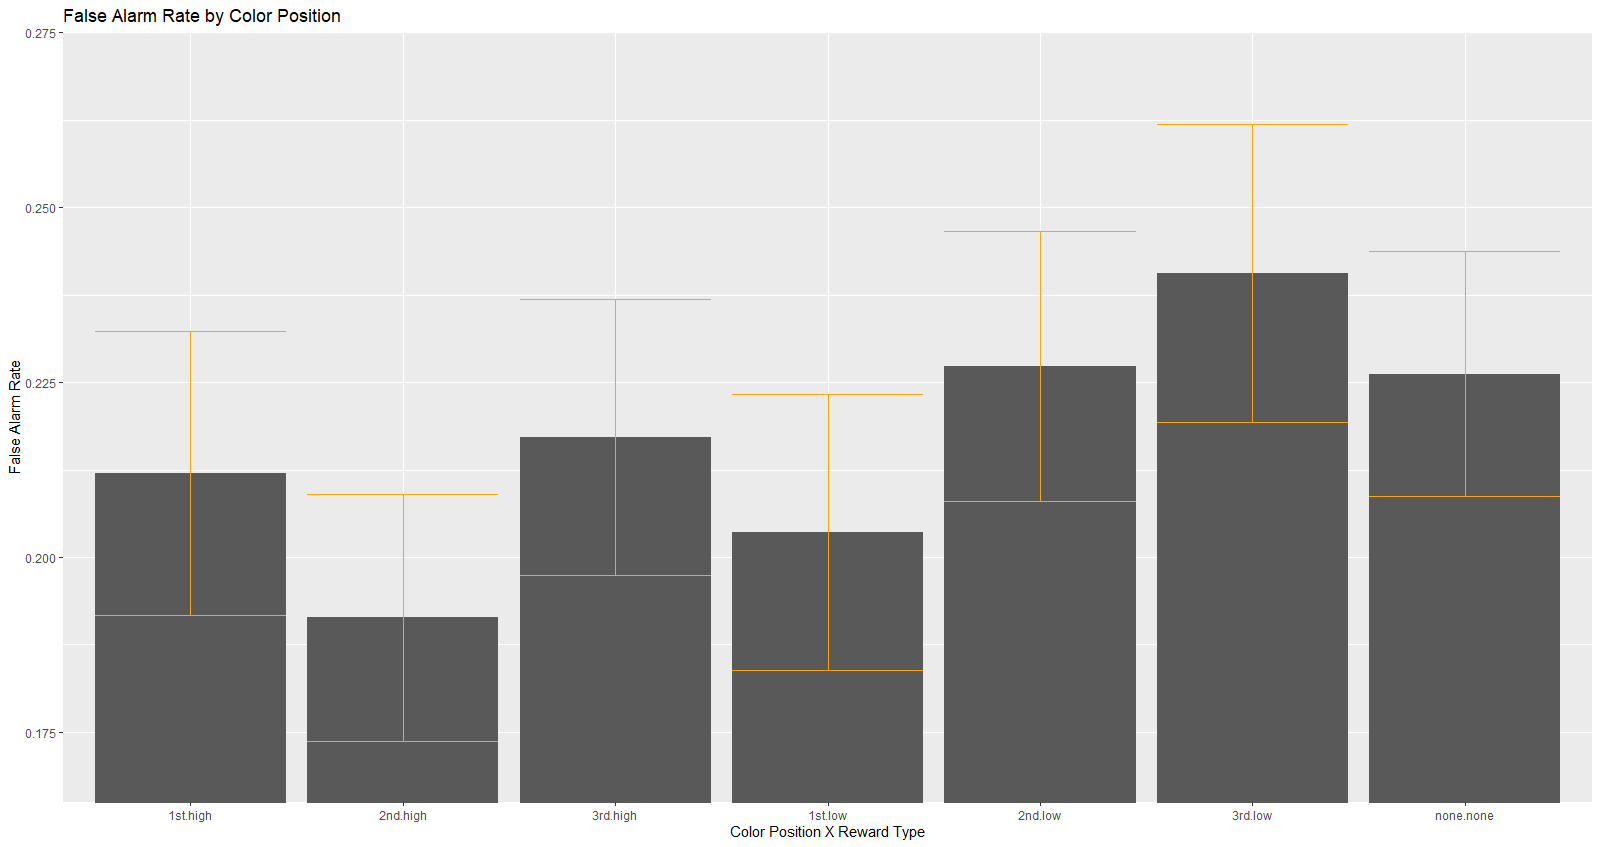 False Alarm Rate by Color Position
0.275
0.250
0.225
0.200
0.175
False Alarm Rate
1st.high
2nd.high
3rd.high
1st.low
2nd.low
3rd.low
none.none
Color Position X Reward Type